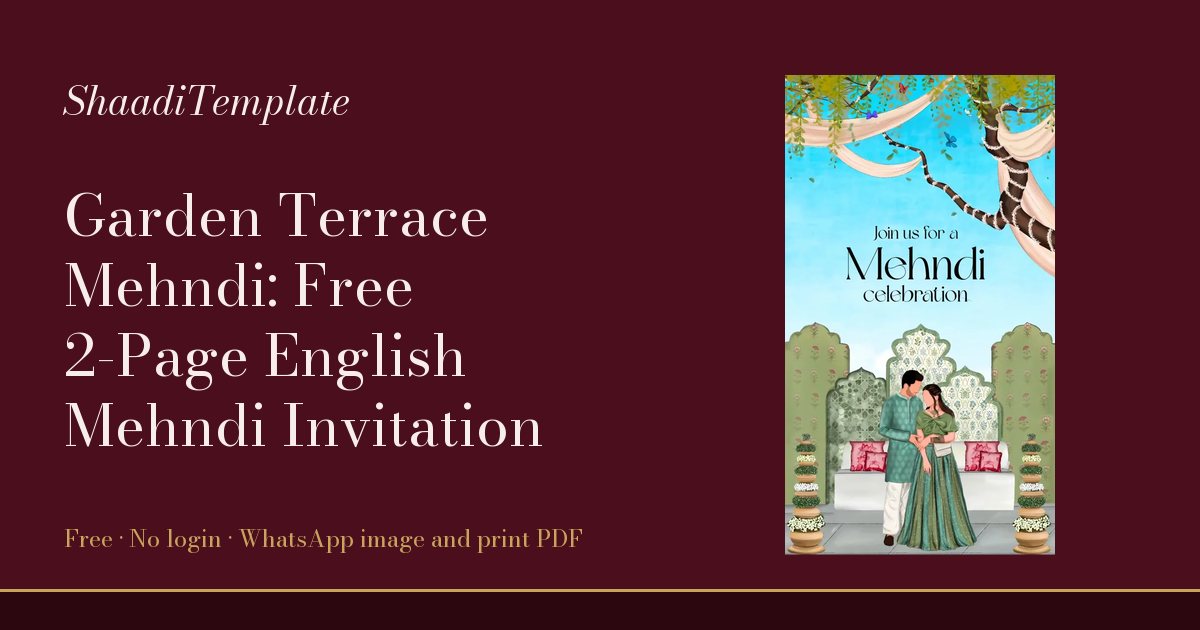 ShaadiTemplate
Garden Terrace
Mehndi: Free
2-Page English
Mehndi Invitation
Free · No login · WhatsApp image and print PDF
Join us for a
Mehndi
celebration